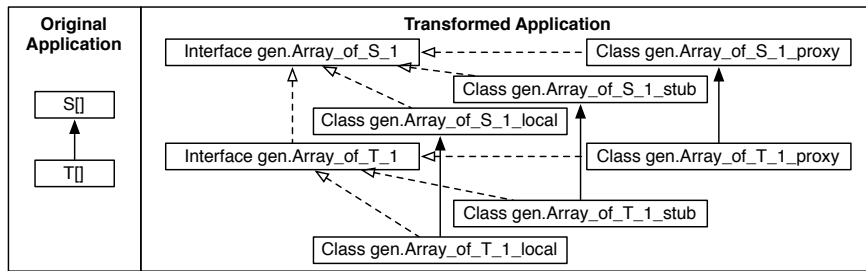 Original
Application
Transformed Application
S[]
T[]
Interface gen.Array_of_S_1
Class gen.Array_of_S_1_proxy
Class gen.Array_of_S_1_stub
Class gen.Array_of_S_1_local
Interface gen.Array_of_T_1
Class gen.Array_of_T_1_proxy
Class gen.Array_of_T_1_stub
Class gen.Array_of_T_1_local